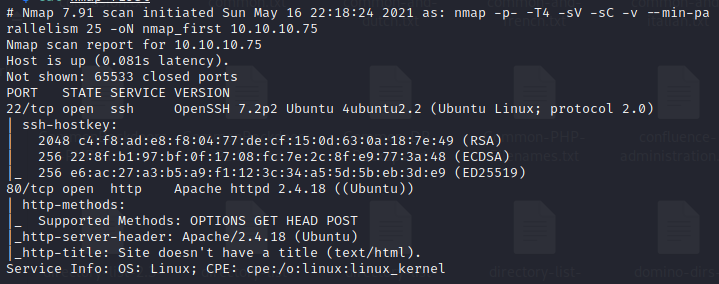 # Nmap 7.91 scan initiated Sun May 16 22:18:24 2021 as: nmap -p- -T4 -sV -sC -v --min-pa
rallelism 25 -oN nmap_first 10.10.10.75
Nmap scan report for 10.10.10.75
Host is up (0.081s latency).
Not shown: 65533 closed ports
PORT   STATE SERVICE VERSION
22/tcp open  ssh     OpenSSH 7.2p2 Ubuntu 4ubuntu2.2 (Ubuntu Linux; protocol 2.0)
| ssh-hostkey:
|   2048 c4:f8:ad:e8:f8:04:77:de:cf:15:0d:63:0a:18:7e:49 (RSA)
|   256 22:8f:b1:97:bf:0f:17:08:fc:7e:2c:8f:e9:77:3a:48 (ECDSA)
|_  256 e6:ac:27:a3:b5:a9:f1:12:3c:34:a5:5d:5b:eb:3d:e9 (ED25519)
80/tcp open  http    Apache httpd 2.4.18 ((Ubuntu))
| http-methods:
|_  Supported Methods: OPTIONS GET HEAD POST
|_http-server-header: Apache/2.4.18 (Ubuntu)
|_http-title: Site doesn't have a title (text/html).
Service Info: OS: Linux; CPE: cpe:/o:linux:linux_kernel